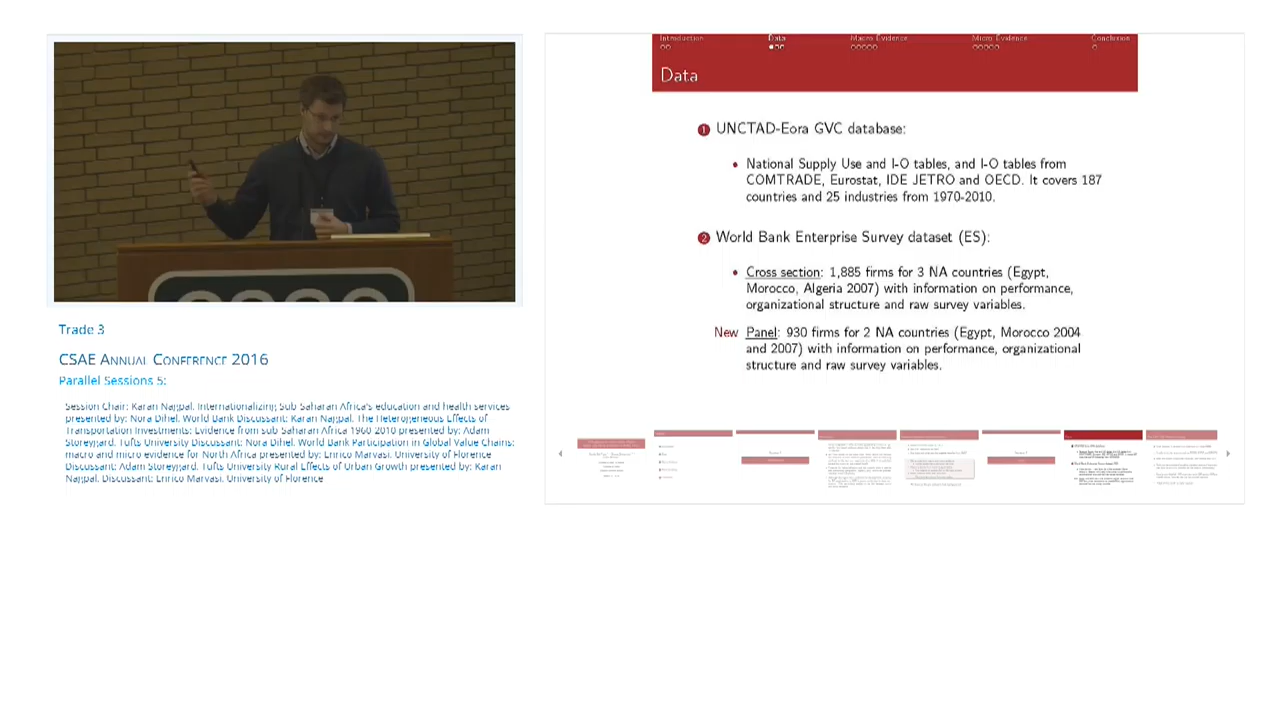 Trade 3
CSAE Annual Conference 2016
Parallel Sessions 5:
Session Chair: Karan Nagpal. Internationalizing Sub Saharan Africa's education and health services
presented by: Nora Dihel, World Bank Discussant: Karan Nagpal. The Heterogeneous Effects of
Transportation Investments: Evidence from sub Saharan Africa 1960 2010 presented by: Adam
Storeygard, Tufts University Discussant: Nora Dihel, World Bank Participation in Global Value Chains:
macro and micro evidence for North Africa presented by: Enrico Marvasi, University of Florence
Discussant: Adam Storeygard, Tufts University Rural Effects of Urban Growth presented by: Karan
Nagpal, Discussant: Enrico Marvasi, University of Florence
Introduction Data Macro Evidence Micro Evidence Conclusion
Data
1 UNCTAD-Eora GVC database:
• National Supply Use and I-O tables, and I-O tables from
COMTRADE, Eurostat, IDE JETRO and OECD. It covers 187
countries and 25 industries from 1970-2010.
2 World Bank Enterprise Survey dataset (ES):
• Cross section: 1,885 firms for 3 NA countries (Egypt,
Morocco, Algeria 2007) with information on performance,
organizational structure and raw survey variables.
New Panel: 930 firms for 2 NA countries (Egypt, Morocco 2004
and 2007) with information on performance, organizational
structure and raw survey variables.